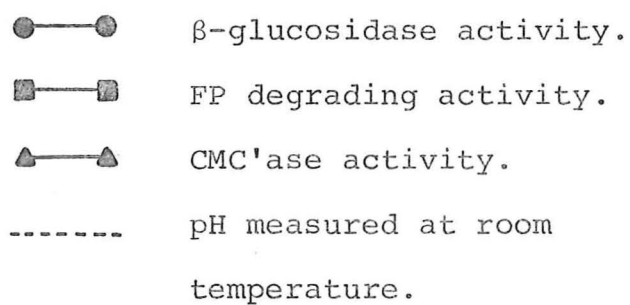 β-glucosidase activity.
FP degrading activity.
CMC'ase activity.
pH measured at room
temperature.